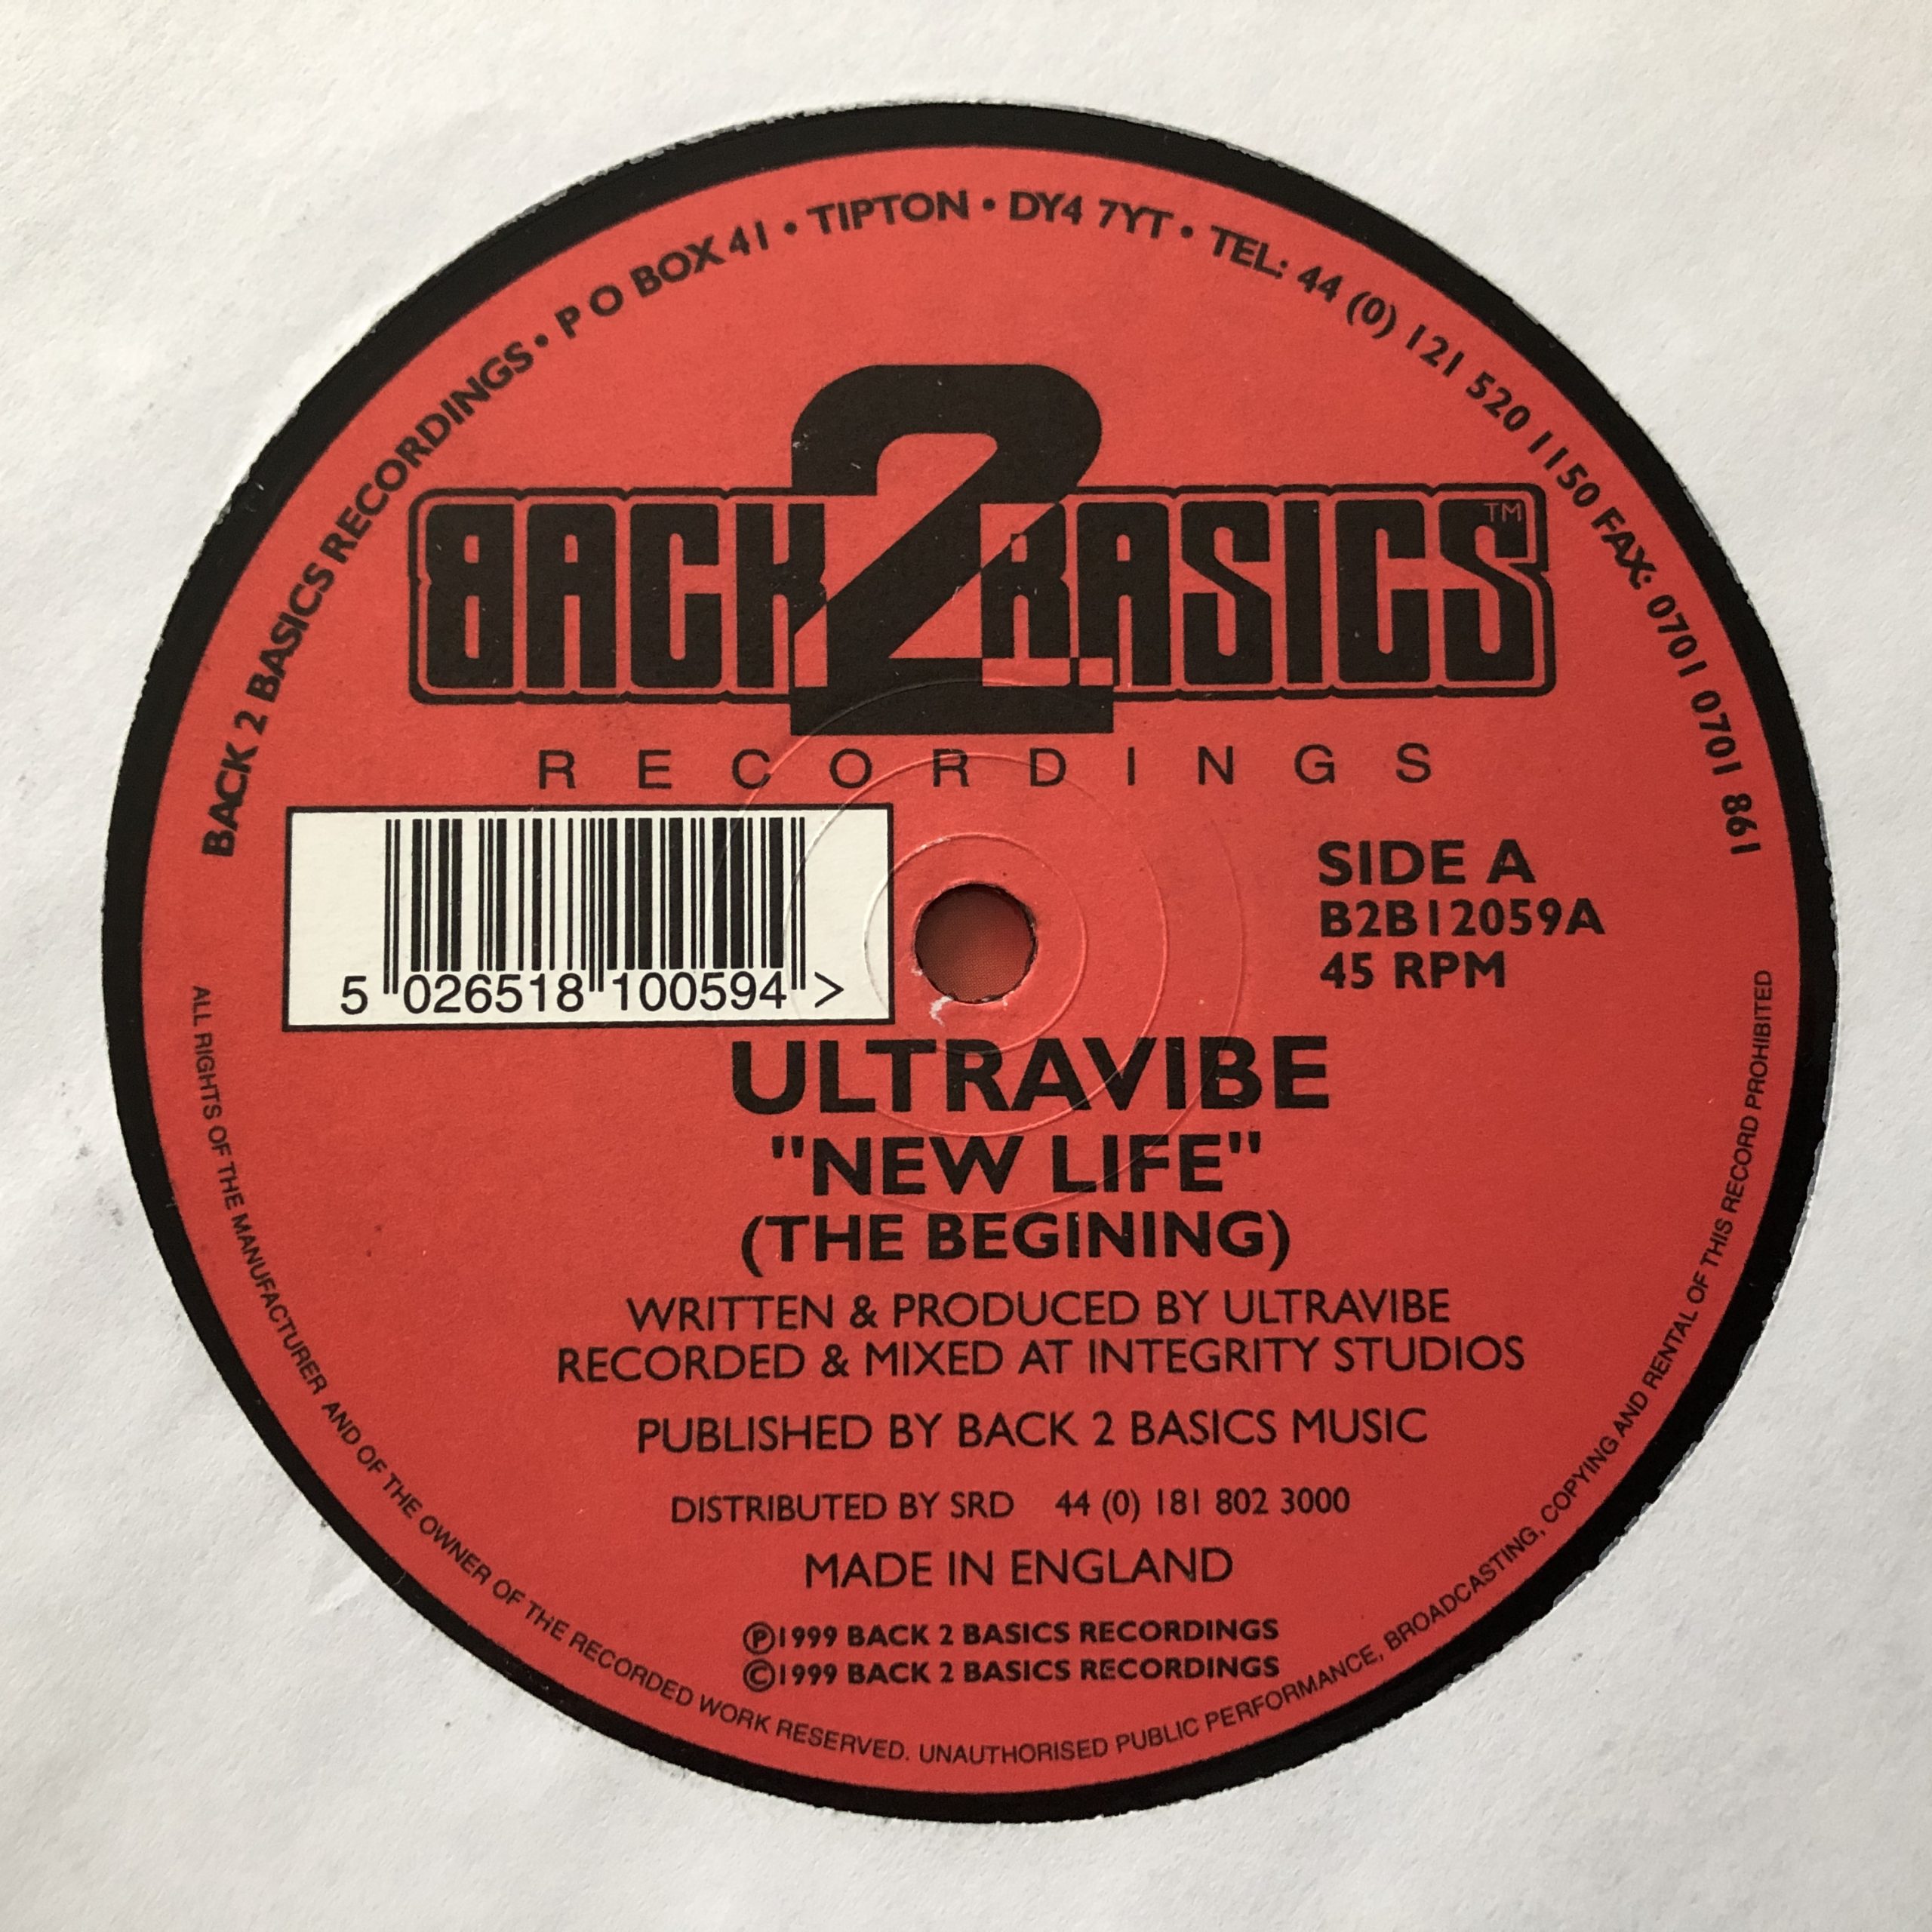 BACK 2 BASICS RECORDINGS • P O BOX 41 • TIPTON • DY4 7YT • TEL: 44 (0) 121 520 1150 FAX: 0701 0701 861
BACK 2 BASICS TM
RECORDINGS
5 026518 100594 >
SIDE A
B2B12059A
45 RPM
ULTRAVIBE
"NEW LIFE"
(THE BEGINING)
WRITTEN & PRODUCED BY ULTRAVIBE
RECORDED & MIXED AT INTEGRITY STUDIOS
PUBLISHED BY BACK 2 BASICS MUSIC
DISTRIBUTED BY SRD 44 (0) 181 802 3000
MADE IN ENGLAND
℗1999 BACK 2 BASICS RECORDINGS
©1999 BACK 2 BASICS RECORDINGS
ALL RIGHTS OF THE MANUFACTURER AND OF THE OWNER OF THE RECORDED WORK RESERVED. UNAUTHORISED PUBLIC PERFORMANCE, BROADCASTING, COPYING AND RENTAL OF THIS RECORD PROHIBITED